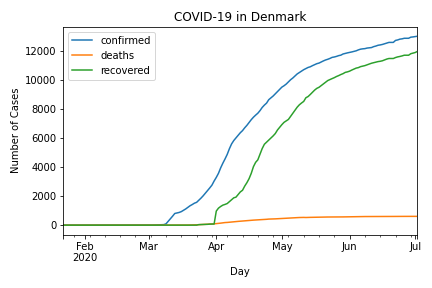 COVID-19 in Denmark
confirmed
deaths
recovered
Number of Cases
12000
10000
8000
6000
4000
2000
0
Feb Mar Apr May Jun Jul
2020
Day